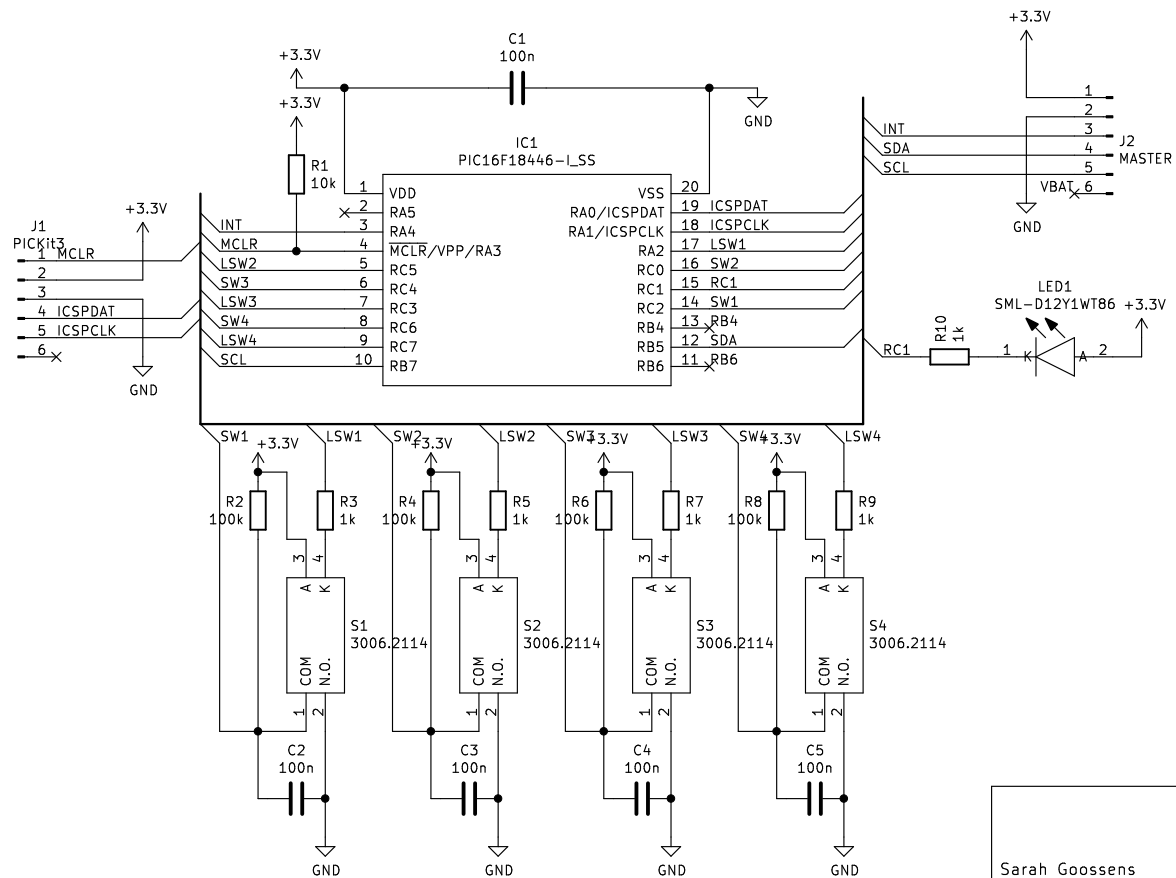 +3.3V
C1
100n
+3.3V
GND
+3.3V
R1
10k
IC1
PIC16F18446-I_SS
1 VDD
2 RA5
INT 3 RA4
MCLR 4 MCLR/VPP/RA3
LSW2 5 RC5
SW3 6 RC4
LSW3 7 RC3
SW4 8 RC6
LSW4 9 RC7
SCL 10 RB7
VSS 20
RA0/ICSPDAT 19 ICSPDAT
RA1/ICSPCLK 18 ICSPCLK
RA2 17 LSW1
RC0 16 SW2
RC1 15 RC1
RC2 14 SW1
RB4 13 RB4
RB5 12 SDA
RB6 11 RB6
J1
PICKit3
+3.3V
1 MCLR
2
3
4 ICSPDAT
5 ICSPCLK
6
GND
1
2
INT 3
SDA 4
SCL 5
VBAT 6
J2
MASTER
GND
LED1
SML-D12Y1WT86
+3.3V
RC1
R10
1k
1 K
A 2
SW1
+3.3V
LSW1
R2
100k
R3
1k
3 4
A K
S1
3006.2114
COM N.O.
1 2
C2
100n
GND
SW2
+3.3V
LSW2
R4
100k
R5
1k
3 4
A K
S2
3006.2114
COM N.O.
1 2
C3
100n
GND
SW3
+3.3V
LSW3
R6
100k
R7
1k
3 4
A K
S3
3006.2114
COM N.O.
1 2
C4
100n
GND
SW4
+3.3V
LSW4
R8
100k
R9
1k
3 4
A K
S4
3006.2114
COM N.O.
1 2
C5
100n
GND
Sarah Goossens